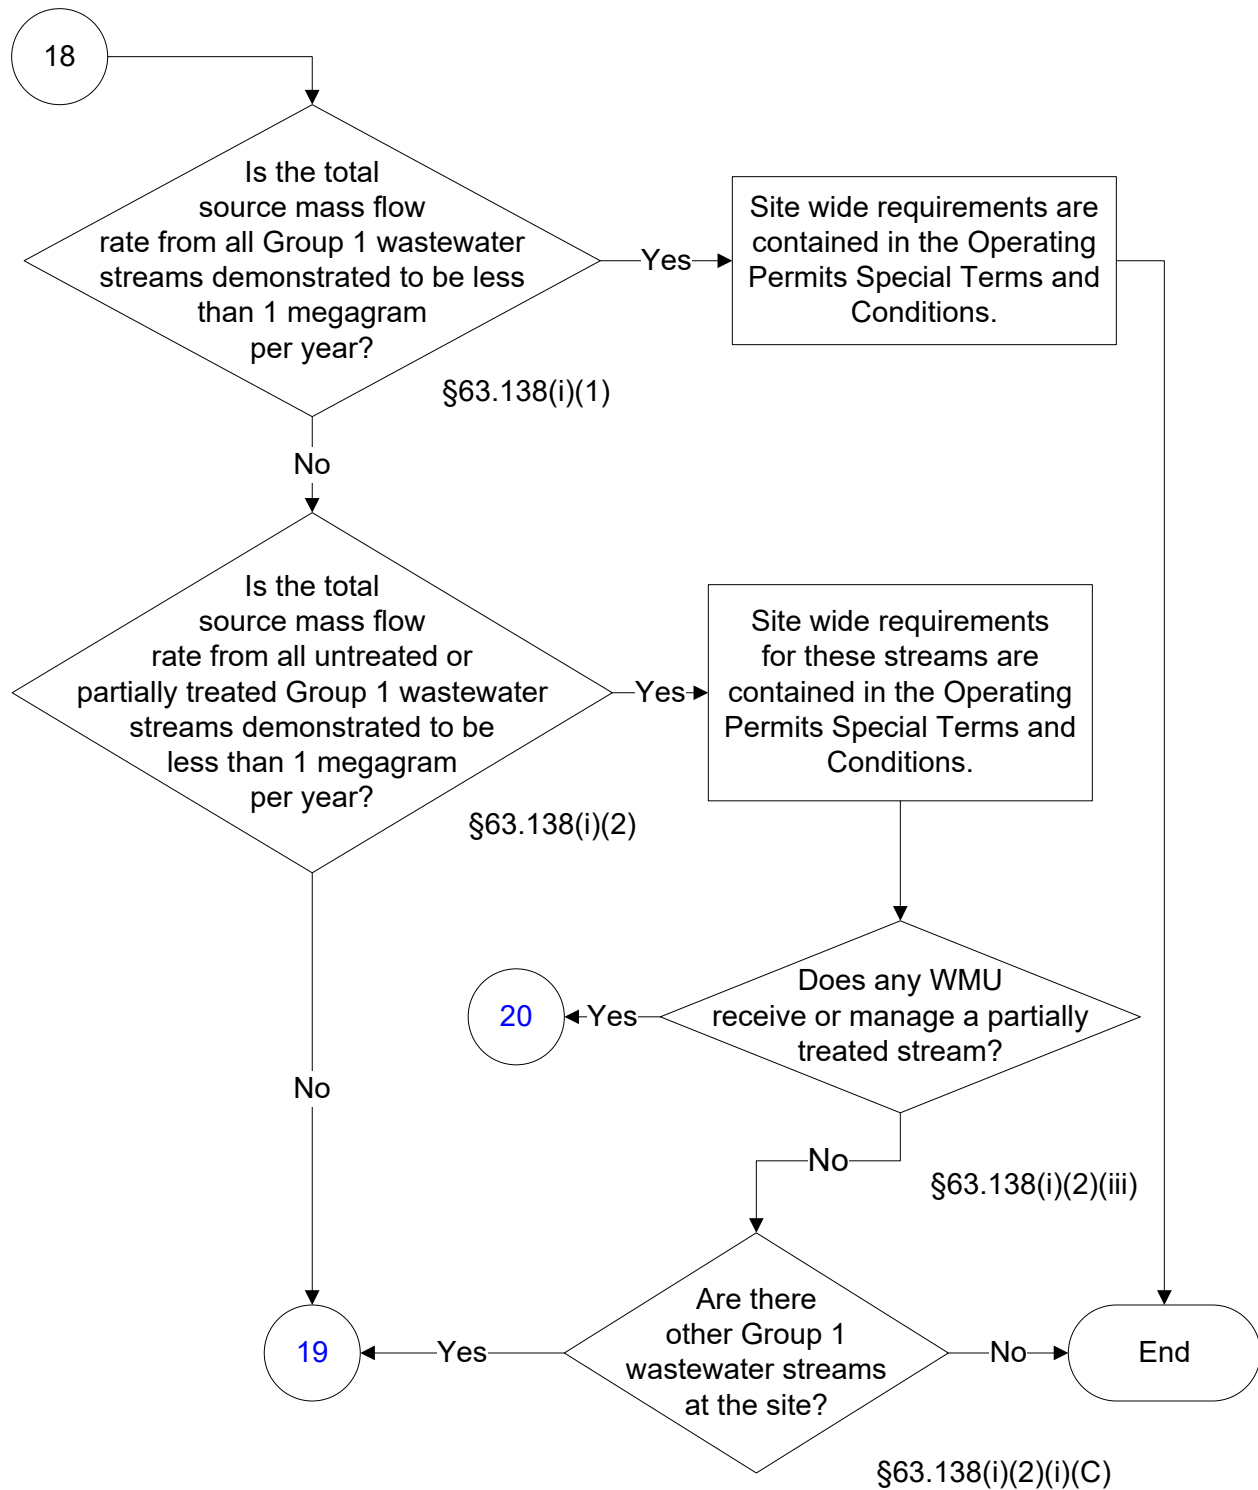 18
Is the total
source mass flow
rate from all Group 1 wastewater
streams demonstrated to be less
than 1 megagram
per year?
Yes
Site wide requirements are
contained in the Operating
Permits Special Terms and
Conditions.
§63.138(i)(1)
No
Is the total
source mass flow
rate from all untreated or
partially treated Group 1 wastewater
streams demonstrated to be
less than 1 megagram
per year?
Yes
Site wide requirements
for these streams are
contained in the Operating
Permits Special Terms and
Conditions.
§63.138(i)(2)
Does any WMU
receive or manage a partially
treated stream?
Yes
20
No
No
§63.138(i)(2)(iii)
Are there
other Group 1
wastewater streams
at the site?
Yes
19
No
End
§63.138(i)(2)(i)(C)